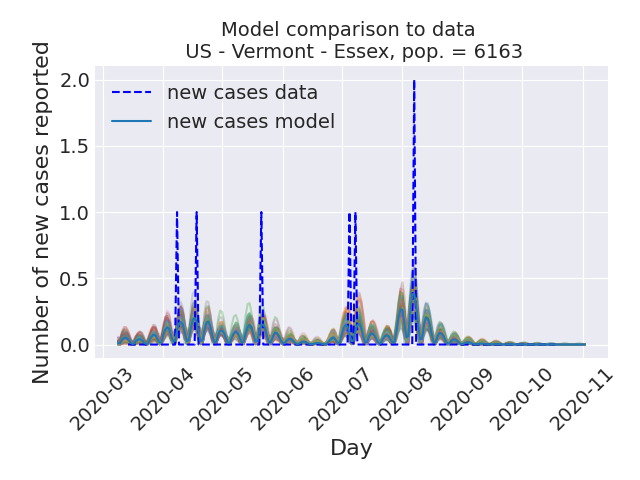 Model comparison to data
US - Vermont - Essex, pop. = 6163
Number of new cases reported
2.0
1.5
1.0
0.5
0.0
new cases data
new cases model
2020-03
2020-04
2020-05
2020-06
2020-07
2020-08
2020-09
2020-10
2020-11
Day